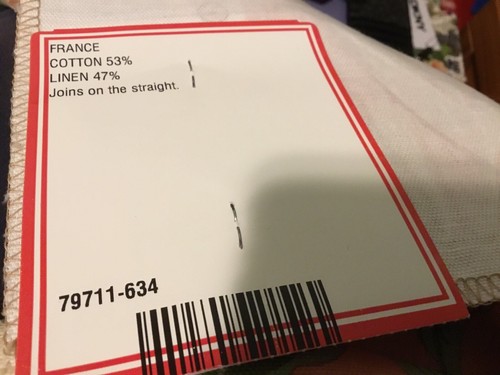 FRANCE
COTTON 53%
LINEN 47%
Joins on the straight.
79711-634